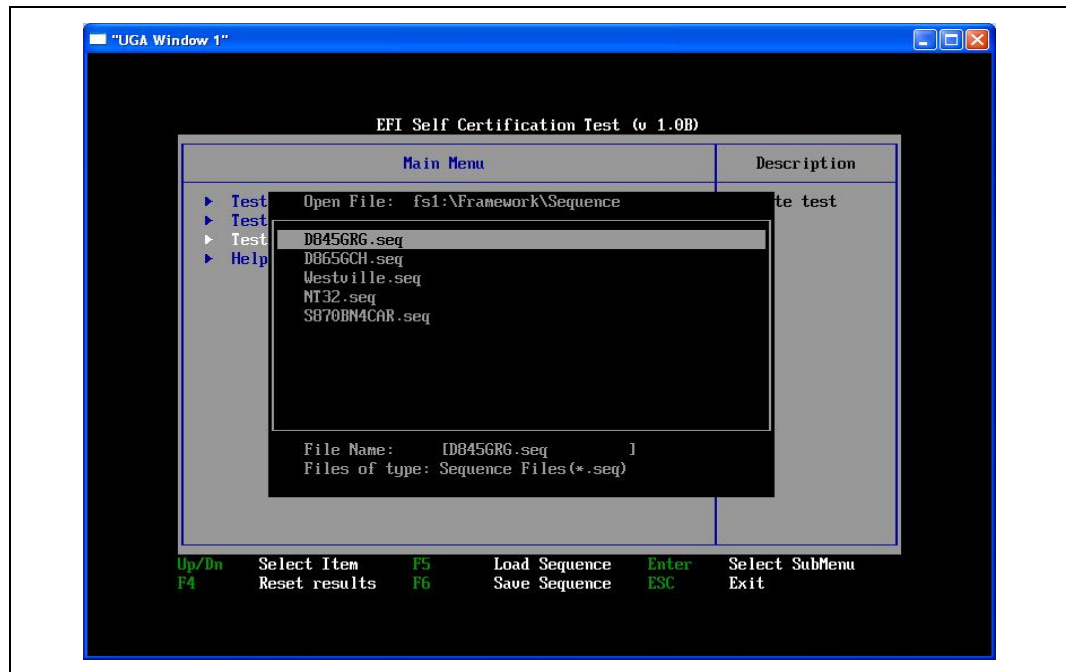 "UGA Window 1"
EFI Self Certification Test (v 1.0B)
Main Menu
Description
Test
Test
Test
Help
te test
Open File: fs1:\Framework\Sequence
D845GRG.seq
D865GCH.seq
Westville.seq
NT32.seq
S870BN4CAR.seq
File Name: [D845GRG.seq ]
Files of type: Sequence Files(*.seq)
Up/Dn Select Item F5 Load Sequence Enter Select SubMenu
F4 Reset results F6 Save Sequence ESC Exit